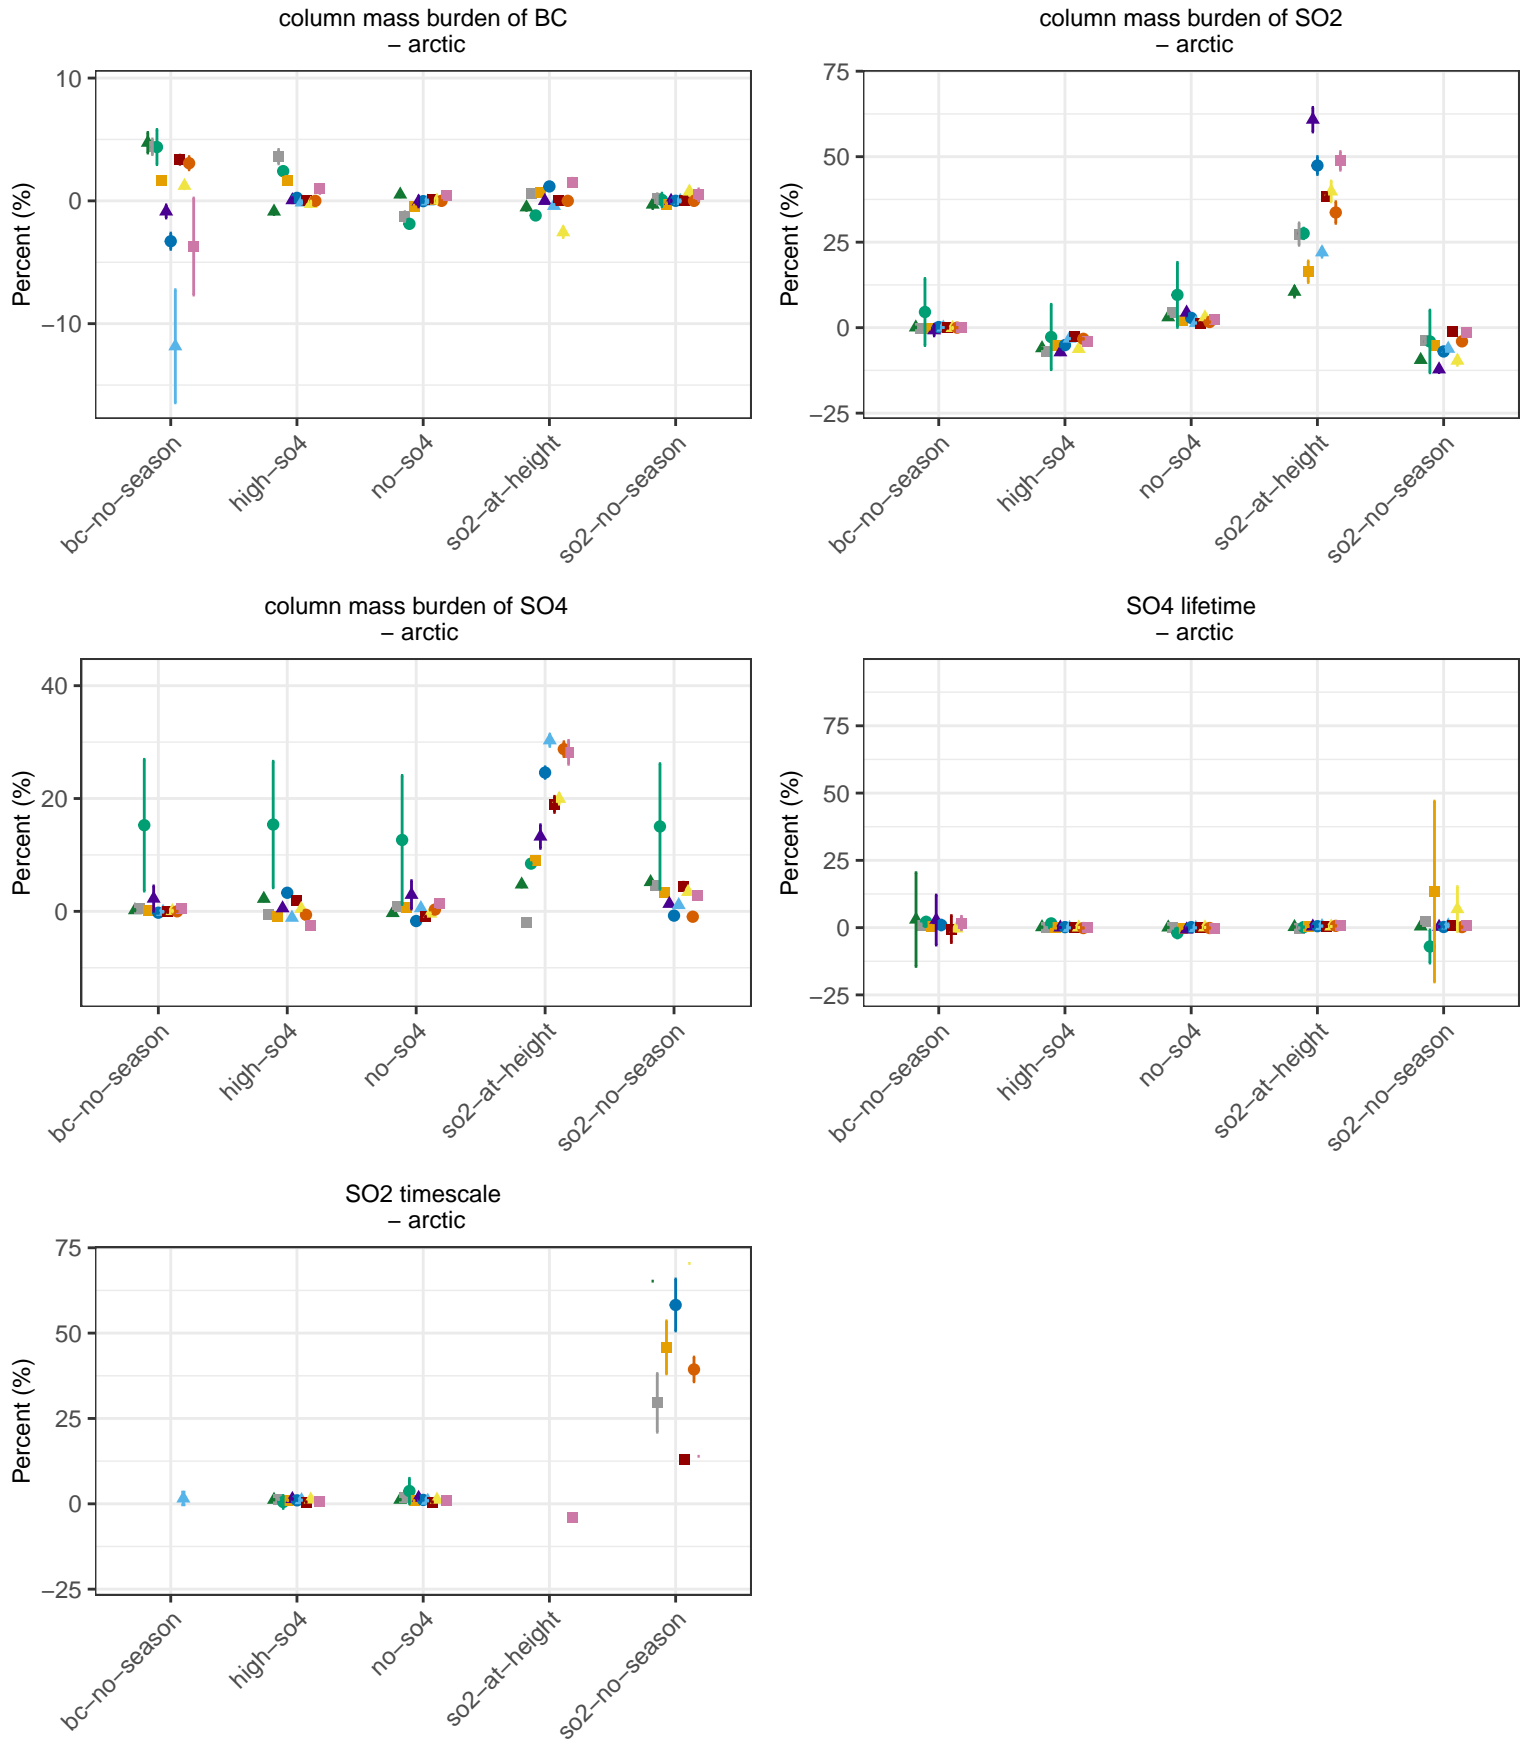 column mass burden of BC
– arctic
Percent (%)
10
0
−10
bc−no−season
high−so4
no−so4
so2−at−height
so2−no−season
column mass burden of SO2
– arctic
Percent (%)
75
50
25
0
−25
bc−no−season
high−so4
no−so4
so2−at−height
so2−no−season
column mass burden of SO4
– arctic
Percent (%)
40
20
0
bc−no−season
high−so4
no−so4
so2−at−height
so2−no−season
SO4 lifetime
– arctic
Percent (%)
75
50
25
0
−25
bc−no−season
high−so4
no−so4
so2−at−height
so2−no−season
SO2 timescale
– arctic
Percent (%)
75
50
25
0
−25
bc−no−season
high−so4
no−so4
so2−at−height
so2−no−season